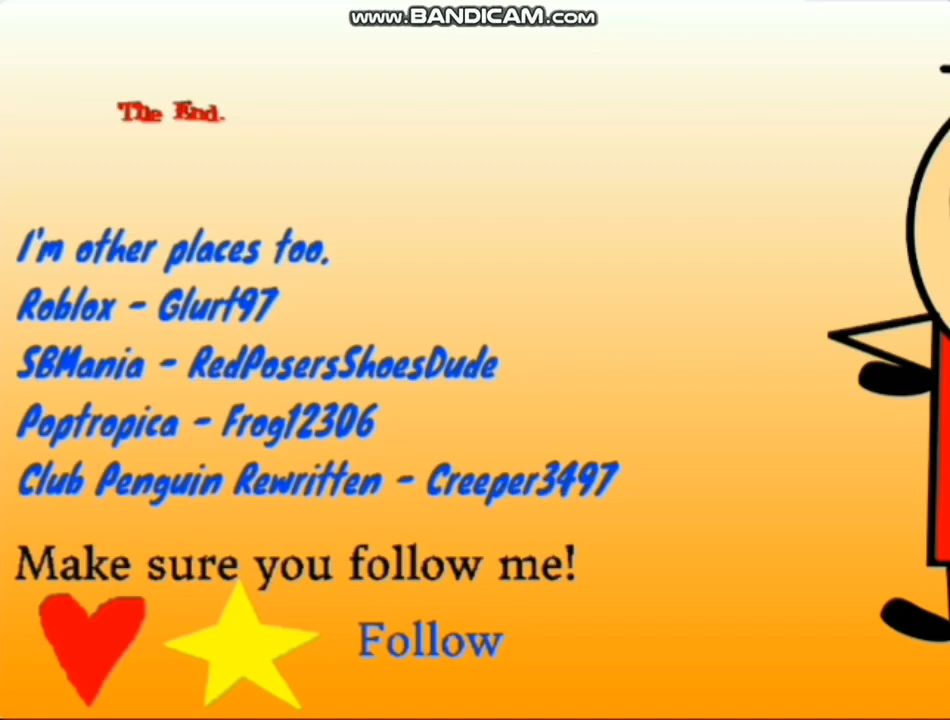 www.BANDICAM.com
The End.
I'm other places too.
Roblox - Glurt97
SBMania - RedPosersShoesDude
Poptropica - Frog12306
Club Penguin Rewritten - Creeper3497
Make sure you follow me!
Follow